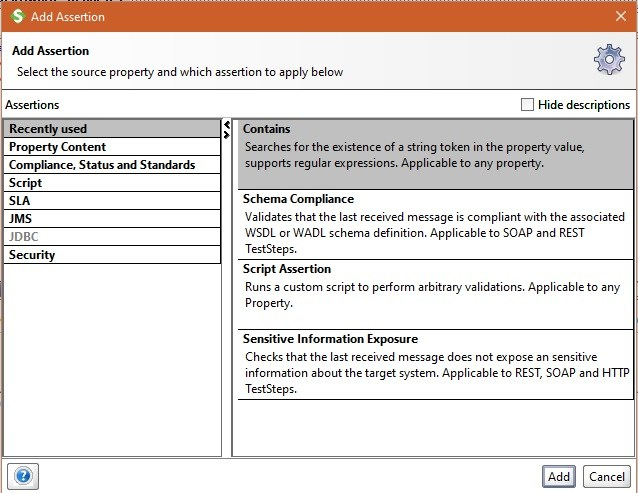 Add Assertion
Add Assertion
Select the source property and which assertion to apply below
Assertions
Hide descriptions
Recently used
Property Content
Compliance, Status and Standards
Script
SLA
JMS
JDBC
Security
Contains
Searches for the existence of a string token in the property value,
supports regular expressions. Applicable to any property.
Schema Compliance
Validates that the last received message is compliant with the associated
WSDL or WADL schema definition. Applicable to SOAP and REST
TestSteps.
Script Assertion
Runs a custom script to perform arbitrary validations. Applicable to any
Property.
Sensitive Information Exposure
Checks that the last received message does not expose an sensitive
information about the target system. Applicable to REST, SOAP and HTTP
TestSteps.
Add
Cancel